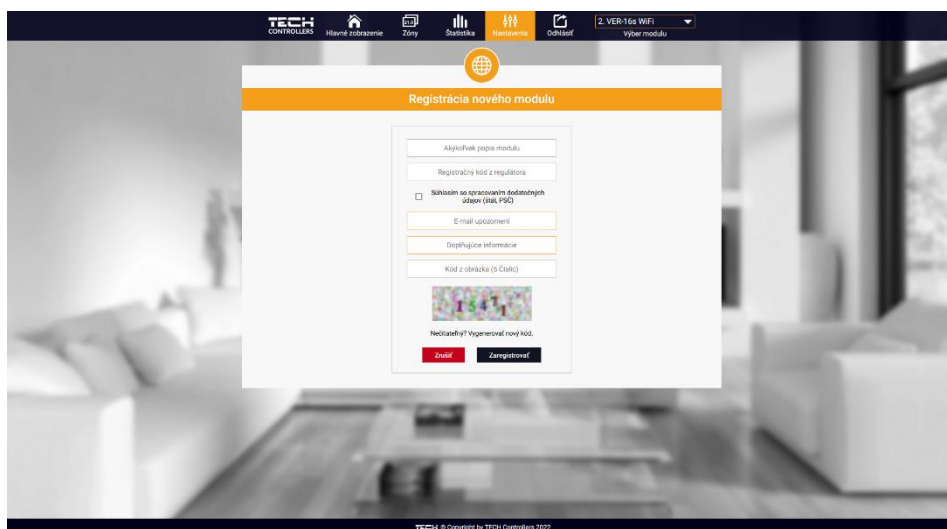 TECH
CONTROLLERS
Hlavné zobrazenie
Zóny
Štatistika
Nastavenia
Odhlásiť
2. VER-16s WiFi
Výber modulu
Registrácia nového modulu
Akýkoľvek popis modulu
Registračný kód z regulátora
Súhlasím so spracovaním dodatočných
údajov (štát, PSČ)
E-mail upozornení
Doplňujúce informácie
Kód z obrázka (5 Číslic)
15471
Nečitateľný? Vygenerovať nový kód.
Zrušiť
Zaregistrovať
TECH © Copyright by TECH Controllers 2022